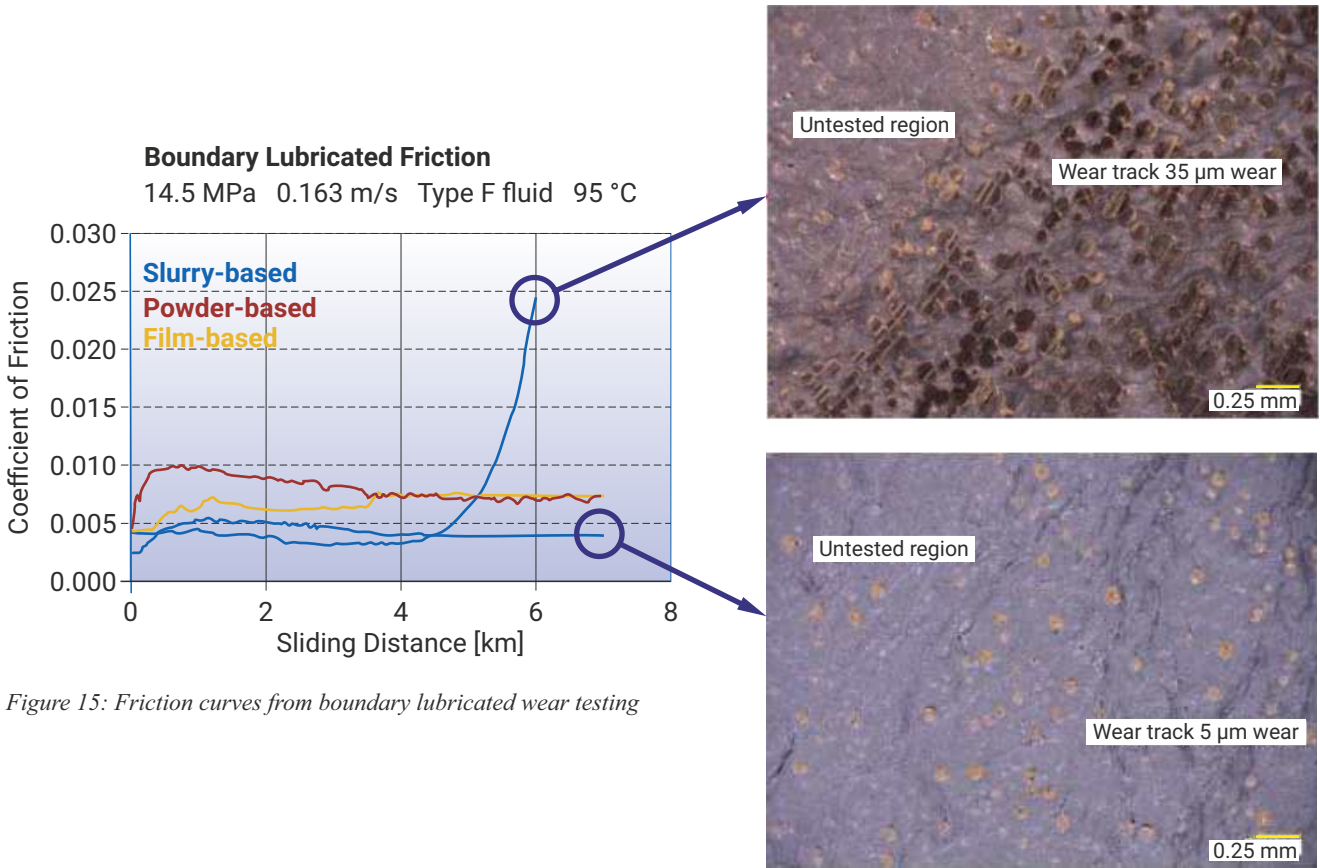 Boundary Lubricated Friction
14.5 MPa 0.163 m/s Type F fluid 95 °C
Coefficient of Friction
0.030
0.025
0.020
0.015
0.010
0.005
0.000
Slurry-based
Powder-based
Film-based
0 2 4 6 8
Sliding Distance [km]
Figure 15: Friction curves from boundary lubricated wear testing
Untested region
Wear track 35 µm wear
0.25 mm
Untested region
Wear track 5 µm wear
0.25 mm